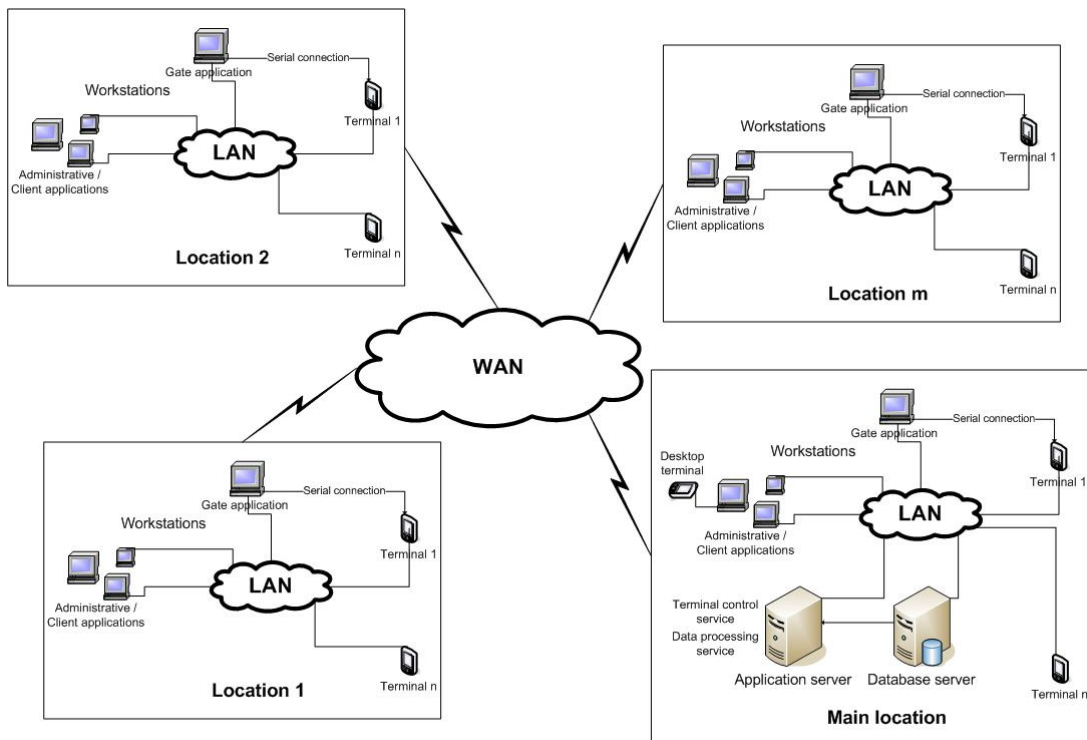 Gate application
Serial connection
Workstations
Terminal 1
LAN
Administrative /
Client applications
Terminal n
Location 2
Gate application
Serial connection
Workstations
Terminal 1
LAN
Administrative /
Client applications
Terminal n
Location m
WAN
Gate application
Serial connection
Workstations
Terminal 1
LAN
Administrative /
Client applications
Terminal n
Location 1
Gate application
Serial connection
Workstations
Desktop
terminal
Terminal 1
LAN
Administrative /
Client applications
Terminal control
service
Data processing
service
Application server
Database server
Terminal n
Main location